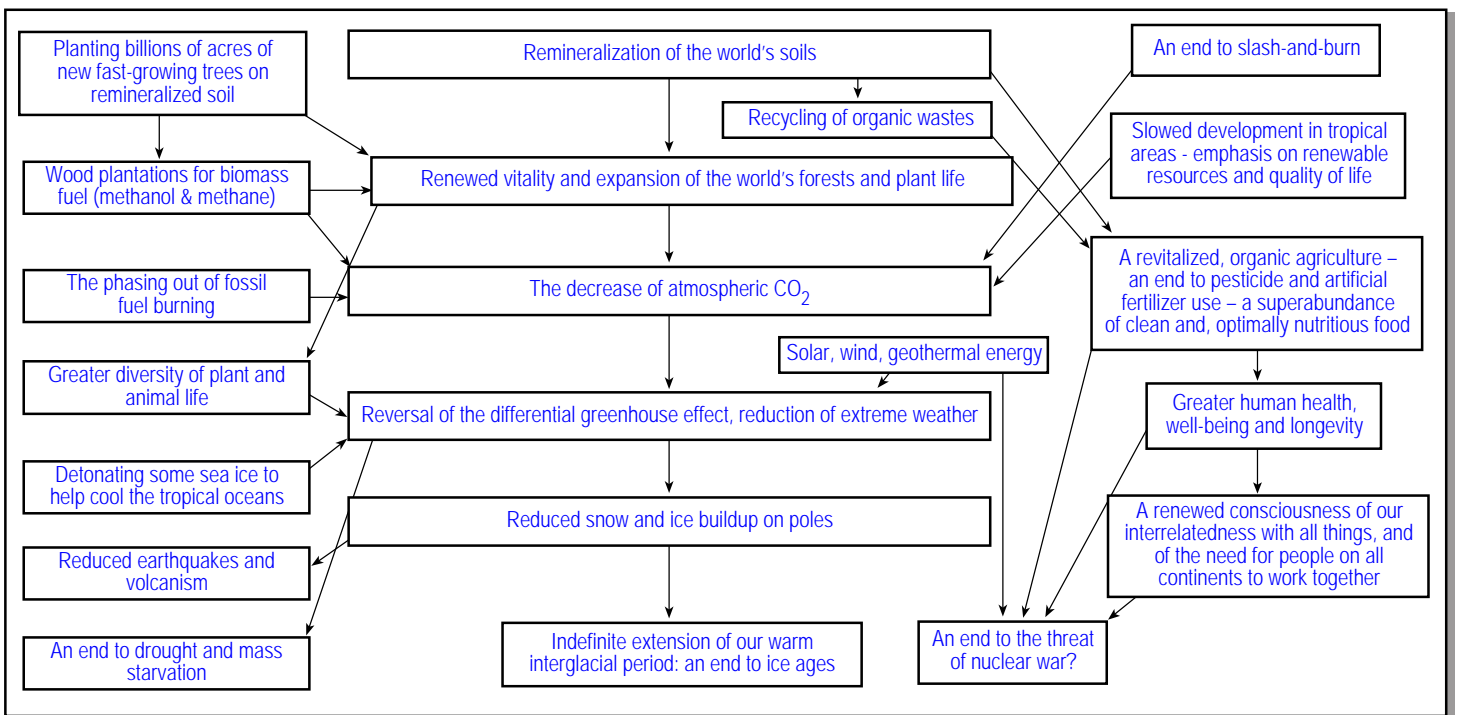 Planting billions of acres of
new fast-growing trees on
remineralized soil
Remineralization of the world's soils
An end to slash-and-burn
Recycling of organic wastes
Slowed development in tropical
areas - emphasis on renewable
resources and quality of life
Wood plantations for biomass
fuel (methanol & methane)
Renewed vitality and expansion of the world's forests and plant life
A revitalized, organic agriculture –
an end to pesticide and artificial
fertilizer use – a superabundance
of clean and, optimally nutritious food
The phasing out of fossil
fuel burning
The decrease of atmospheric CO2
Solar, wind, geothermal energy
Greater diversity of plant and
animal life
Reversal of the differential greenhouse effect, reduction of extreme weather
Greater human health,
well-being and longevity
Detonating some sea ice to
help cool the tropical oceans
Reduced snow and ice buildup on poles
A renewed consciousness of our
interrelatedness with all things, and
of the need for people on all
continents to work together
Reduced earthquakes and
volcanism
An end to drought and mass
starvation
Indefinite extension of our warm
interglacial period: an end to ice ages
An end to the threat
of nuclear war?